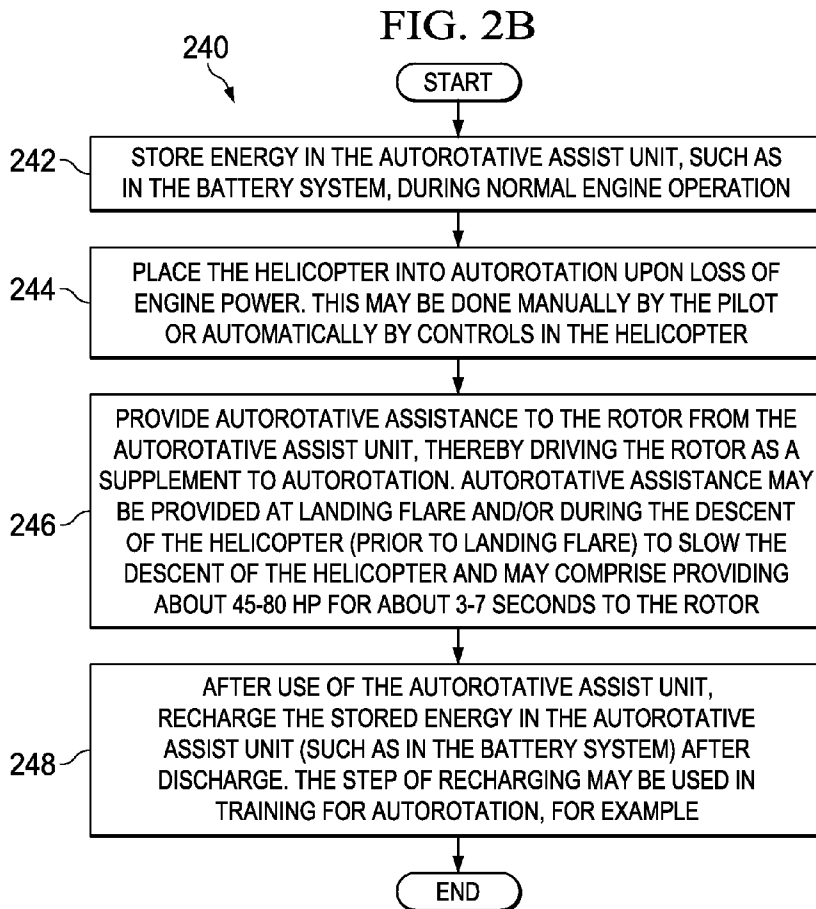 FIG. 2B
240
START
242
STORE ENERGY IN THE AUTOROTATIVE ASSIST UNIT, SUCH AS
IN THE BATTERY SYSTEM, DURING NORMAL ENGINE OPERATION
244
PLACE THE HELICOPTER INTO AUTOROTATION UPON LOSS OF
ENGINE POWER. THIS MAY BE DONE MANUALLY BY THE PILOT
OR AUTOMATICALLY BY CONTROLS IN THE HELICOPTER
246
PROVIDE AUTOROTATIVE ASSISTANCE TO THE ROTOR FROM THE
AUTOROTATIVE ASSIST UNIT, THEREBY DRIVING THE ROTOR AS A
SUPPLEMENT TO AUTOROTATION. AUTOROTATIVE ASSISTANCE MAY
BE PROVIDED AT LANDING FLARE AND/OR DURING THE DESCENT
OF THE HELICOPTER (PRIOR TO LANDING FLARE) TO SLOW THE
DESCENT OF THE HELICOPTER AND MAY COMPRISE PROVIDING
ABOUT 45-80 HP FOR ABOUT 3-7 SECONDS TO THE ROTOR
248
AFTER USE OF THE AUTOROTATIVE ASSIST UNIT,
RECHARGE THE STORED ENERGY IN THE AUTOROTATIVE
ASSIST UNIT (SUCH AS IN THE BATTERY SYSTEM) AFTER
DISCHARGE. THE STEP OF RECHARGING MAY BE USED IN
TRAINING FOR AUTOROTATION, FOR EXAMPLE
END